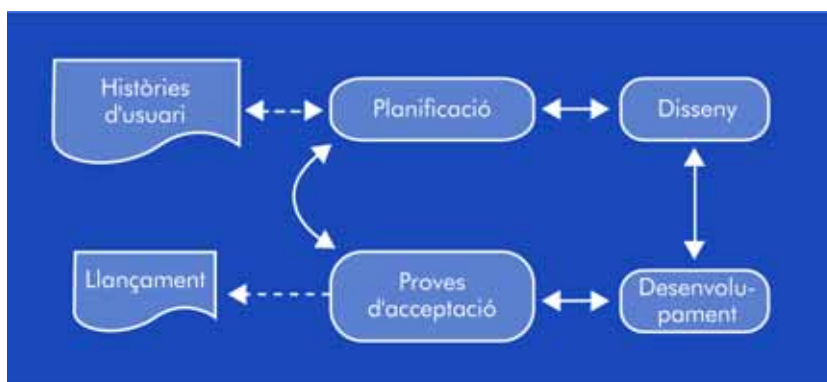 Històries
d'usuari
Planificació
Disseny
Llançament
Proves
d'acceptació
Desenvolu-
pament